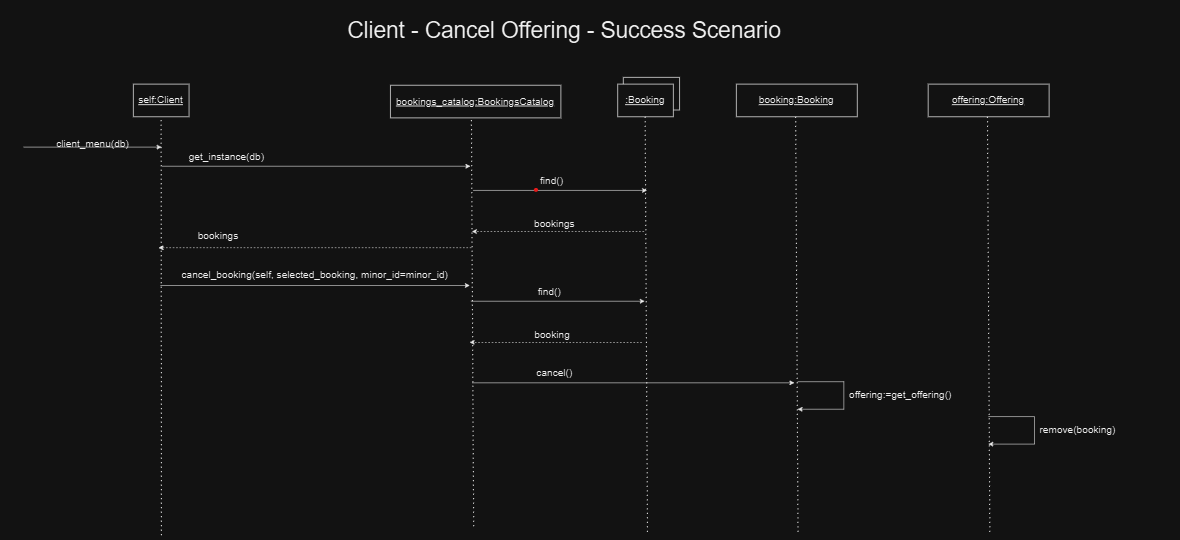 Client - Cancel Offering - Success Scenario
self:Client
bookings_catalog:BookingsCatalog
:Booking
booking:Booking
offering:Offering
client_menu(db)
get_instance(db)
find()
bookings
bookings
cancel_booking(self, selected_booking, minor_id=minor_id)
find()
booking
cancel()
offering:=get_offering()
remove(booking)